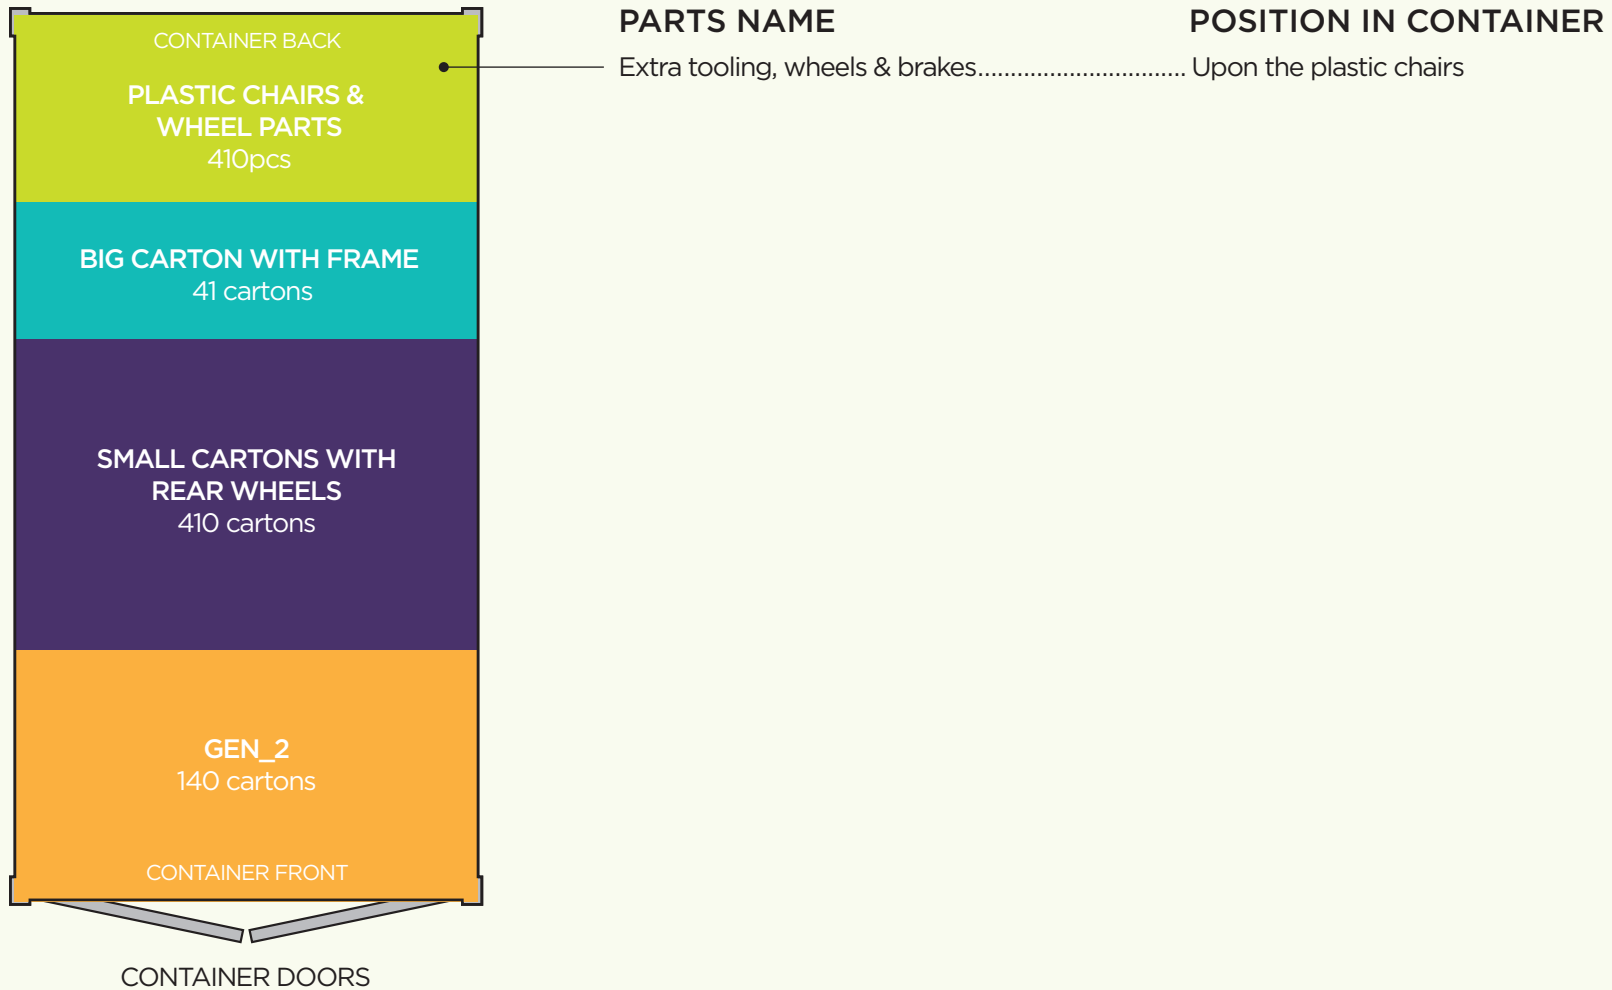 CONTAINER BACK
PLASTIC CHAIRS &
WHEEL PARTS
410pcs
BIG CARTON WITH FRAME
41 cartons
SMALL CARTONS WITH
REAR WHEELS
410 cartons
GEN_2
140 cartons
CONTAINER FRONT
CONTAINER DOORS
PARTS NAME POSITION IN CONTAINER
Extra tooling, wheels & brakes................................ Upon the plastic chairs